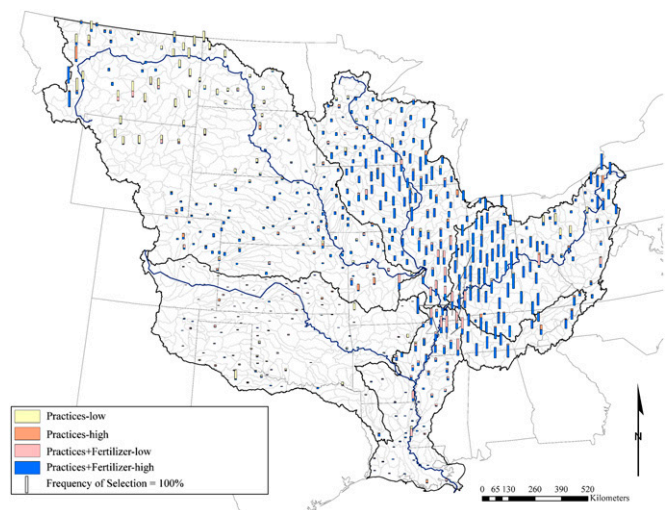 Practices-low
Practices-high
Practices+Fertilizer-low
Practices+Fertilizer-high
Frequency of Selection = 100%
N
0 65 130 260 390 520
Kilometers